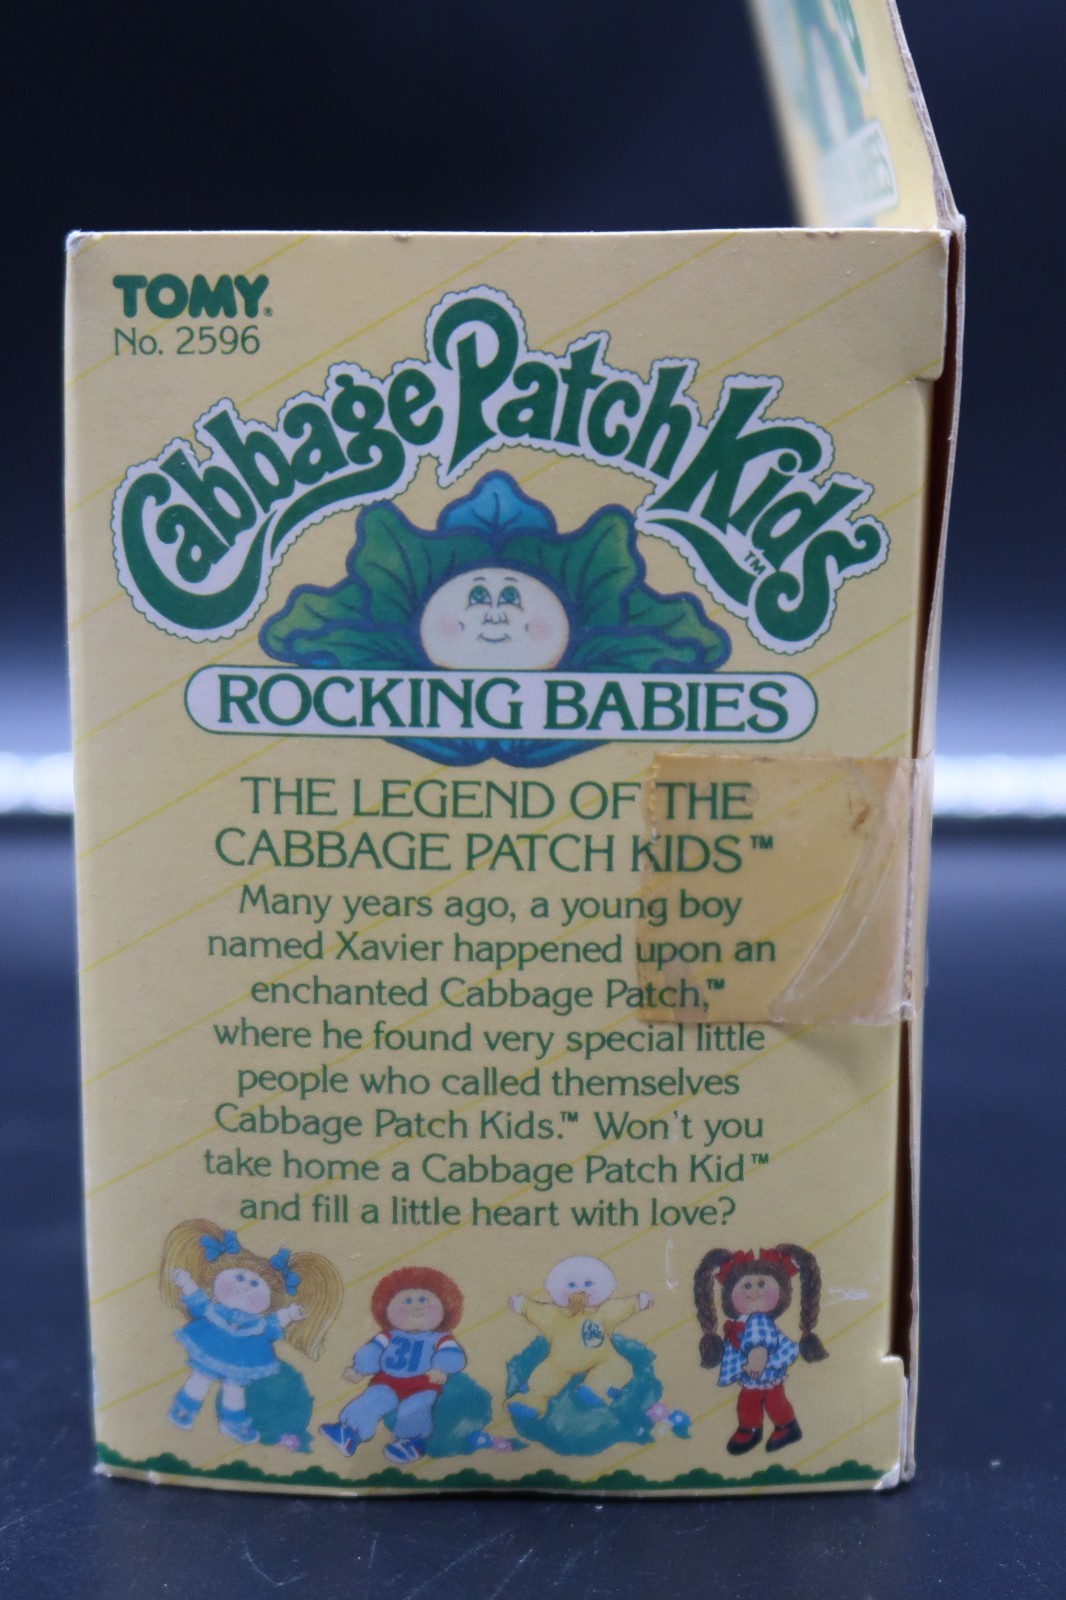 TOMY®
No. 2596
Cabbage Patch Kids™
ROCKING BABIES
THE LEGEND OF THE
CABBAGE PATCH KIDS™
Many years ago, a young boy
named Xavier happened upon an
enchanted Cabbage Patch,™
where he found very special little
people who called themselves
Cabbage Patch Kids.™ Won't you
take home a Cabbage Patch Kid™
and fill a little heart with love?
31